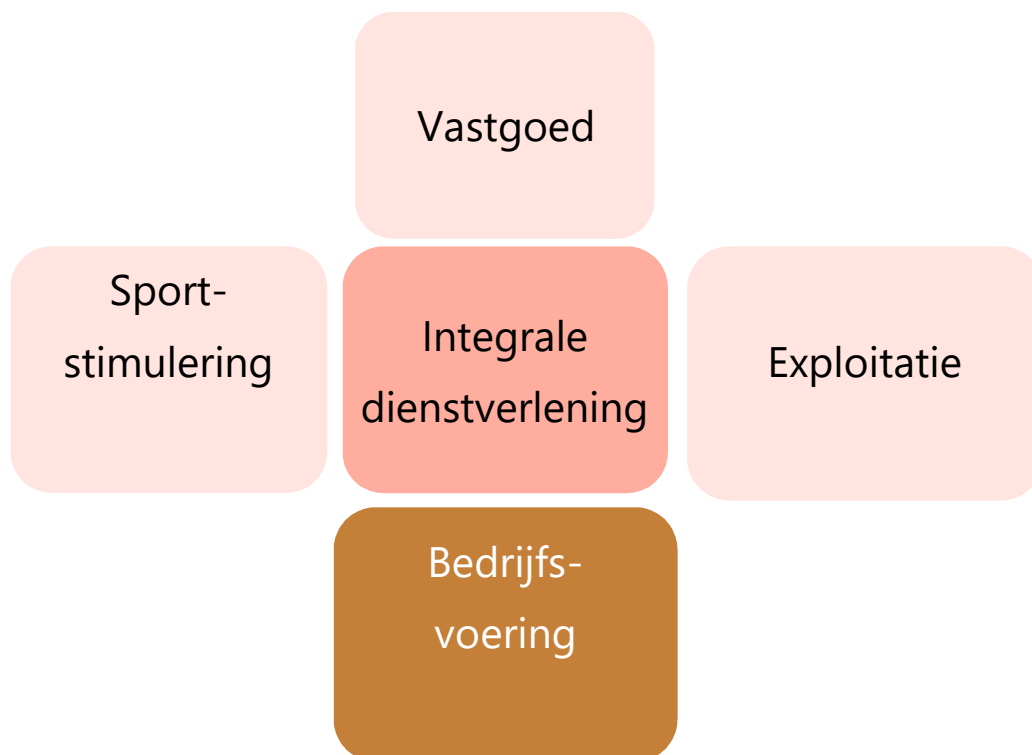 Vastgoed
Sport-
stimulering
Integrale
dienstverlening
Exploitatie
Bedrijfs-
voering